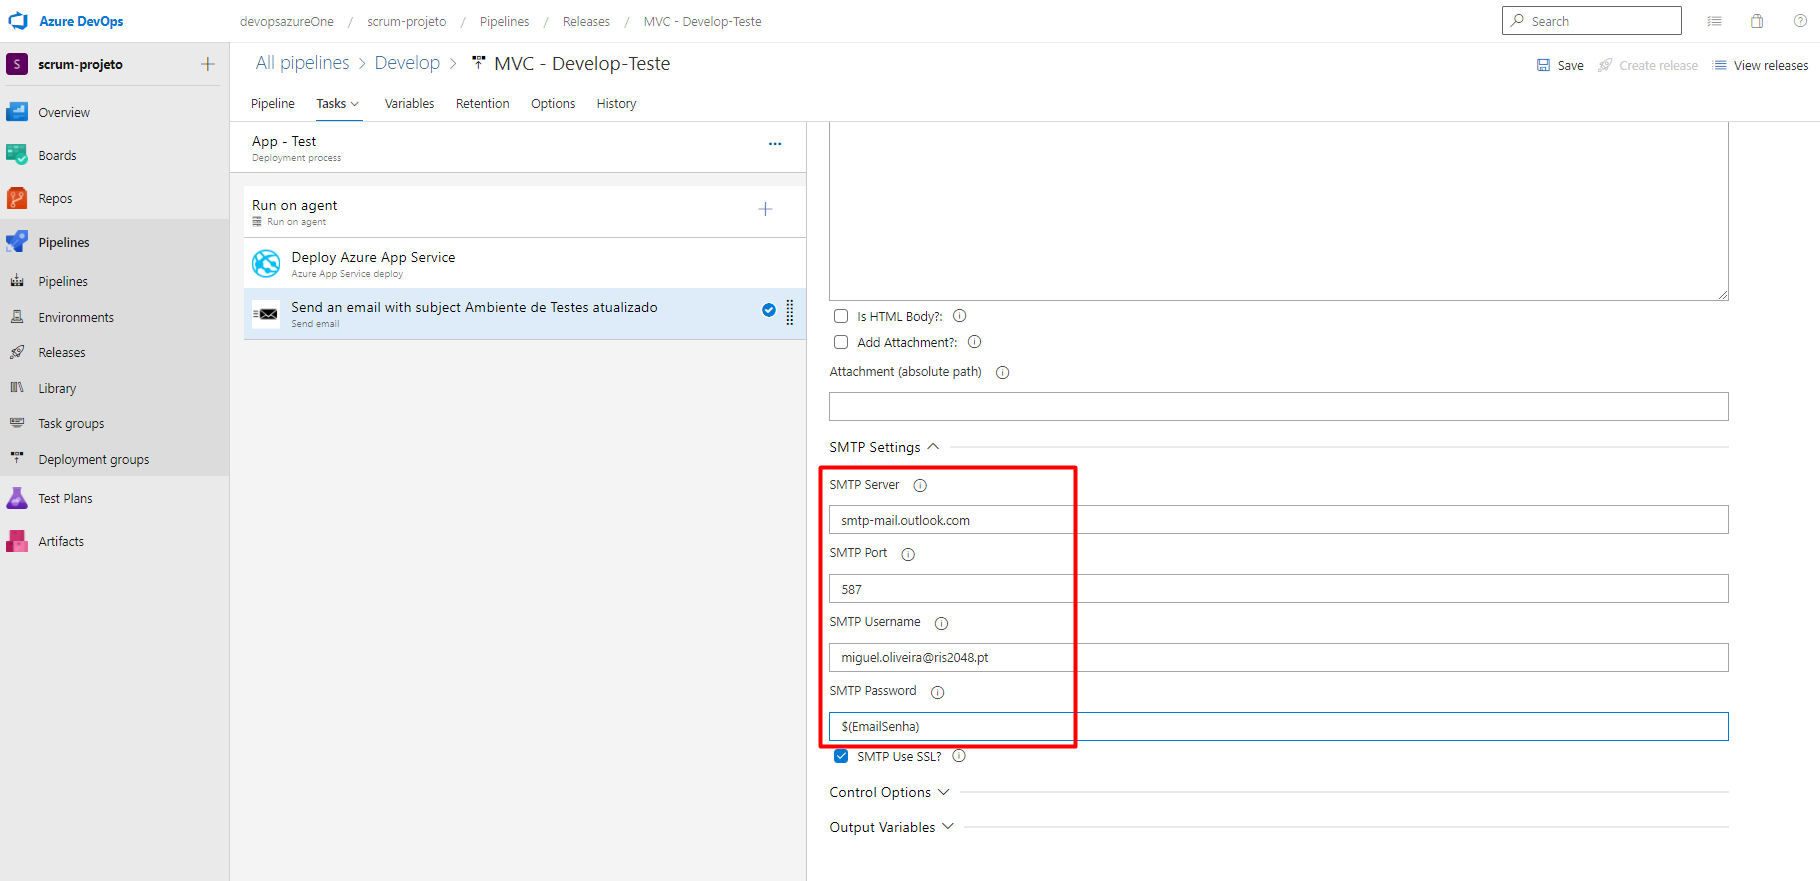 Azure DevOps
devopsazureOne / scrum-projeto / Pipelines / Releases / MVC - Develop-Teste
Search
S scrum-projeto
Overview
Boards
Repos
Pipelines
Pipelines
Environments
Releases
Library
Task groups
Deployment groups
Test Plans
Artifacts
All pipelines > Develop > MVC - Develop-Teste
Save
Create release
View releases
Pipeline Tasks Variables Retention Options History
App - Test
Deployment process
Run on agent
Run on agent
Deploy Azure App Service
Azure App Service deploy
Send an email with subject Ambiente de Testes atualizado
Send email
Is HTML Body?:
Add Attachment?:
Attachment (absolute path)
SMTP Settings
SMTP Server
smtp-mail.outlook.com
SMTP Port
587
SMTP Username
miguel.oliveira@ris2048.pt
SMTP Password
$(EmailSenha)
SMTP Use SSL?
Control Options
Output Variables